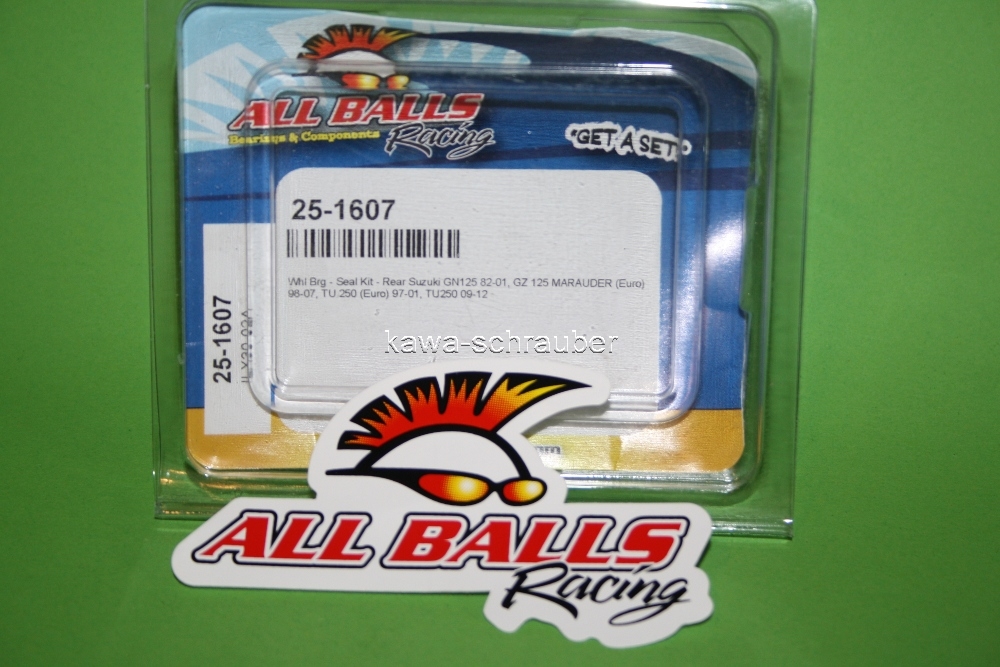 ALL BALLS
Racing
Bearings & Components
"GET A SET!"
25-1607
Whl Brg - Seal Kit - Rear Suzuki GN125 82-01, GZ 125 MARAUDER (Euro)
98-07, TU 250 (Euro) 97-01, TU250 09-12
25-1607
kawa-schrauber
ALL BALLS
Racing